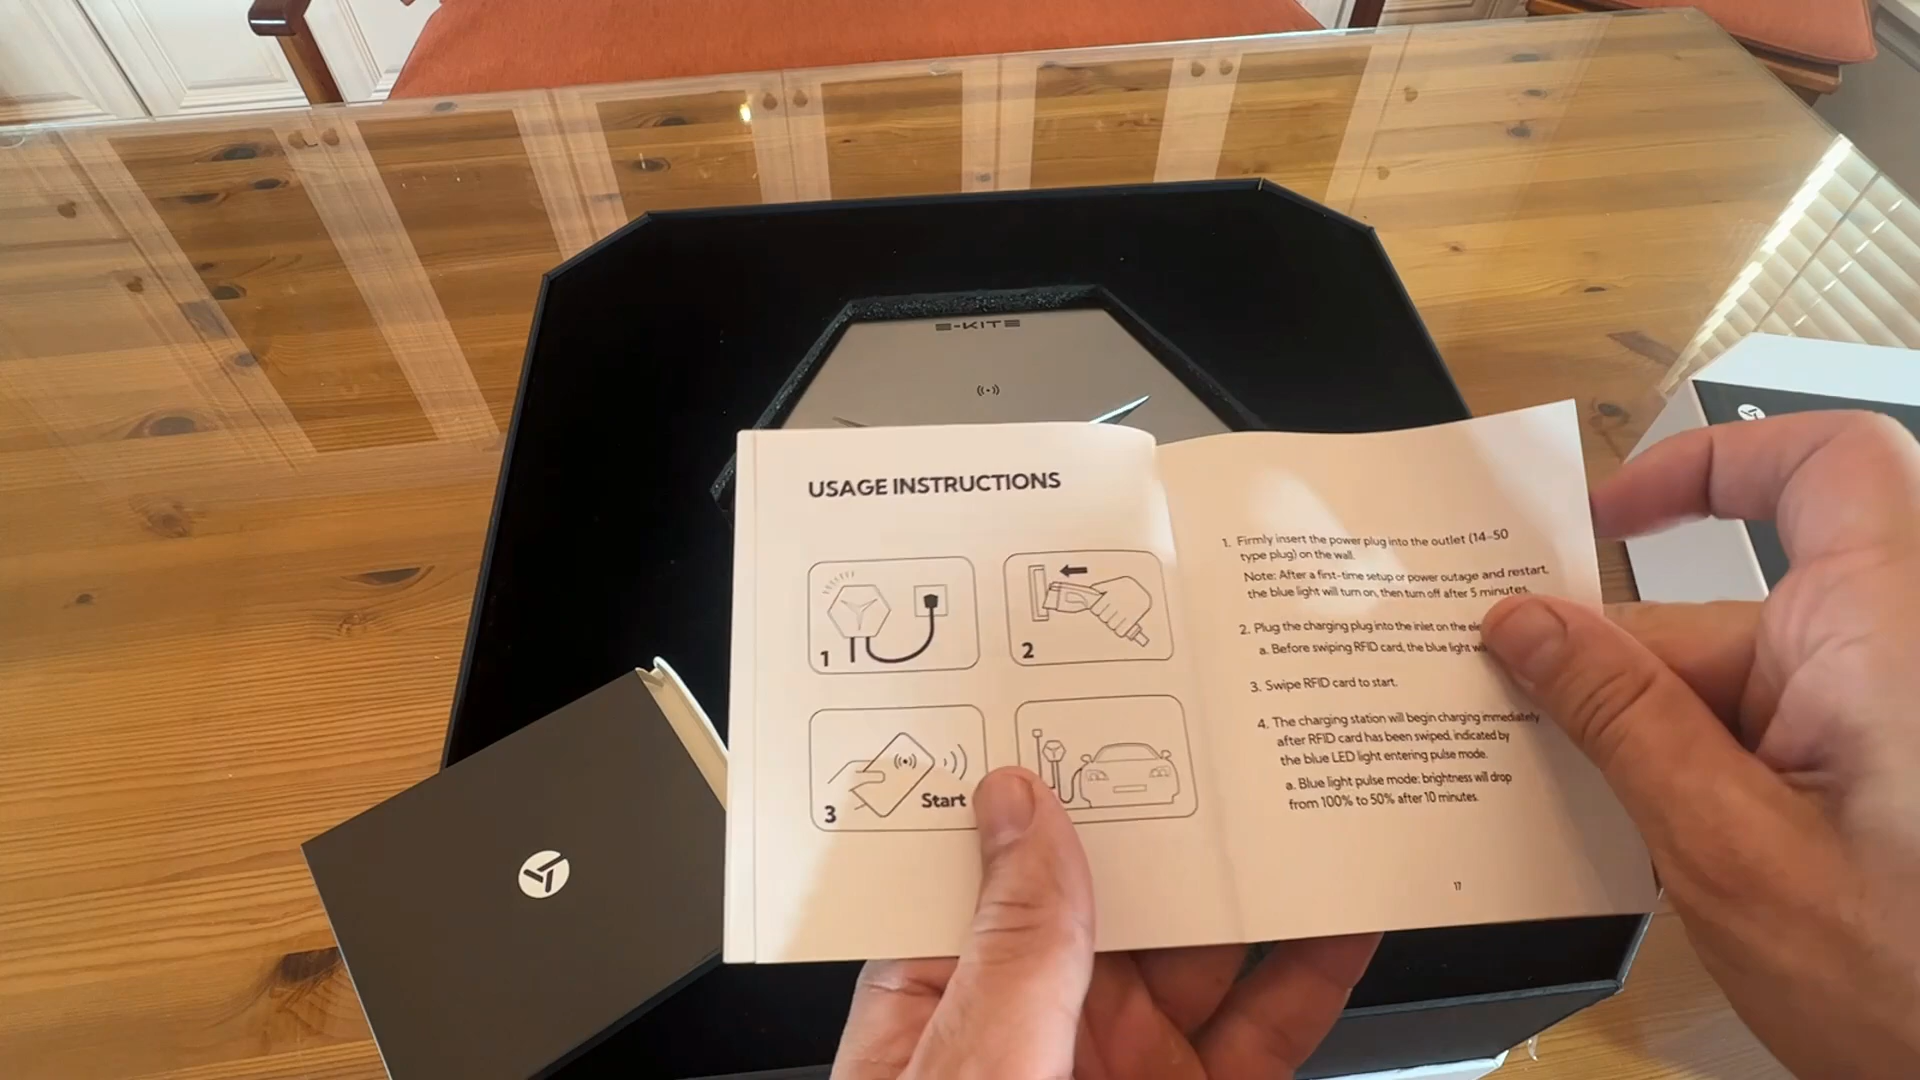 E-KITE
USAGE INSTRUCTIONS
1
2
3
Start
1. Firmly insert the power plug into the outlet (14-50
type plug) on the wall.
Note: After a first-time setup or power outage and restart,
the blue light will turn on, then turn off after 5 minutes.
2. Plug the charging plug into the inlet on the
a. Before swiping RFID card, the blue light
3. Swipe RFID card to start.
4. The charging station will begin charging immediately
after RFID card has been swiped, indicated by
the blue LED light entering pulse mode.
a. Blue light pulse mode: brightness will drop
from 100% to 50% after 10 minutes.
17